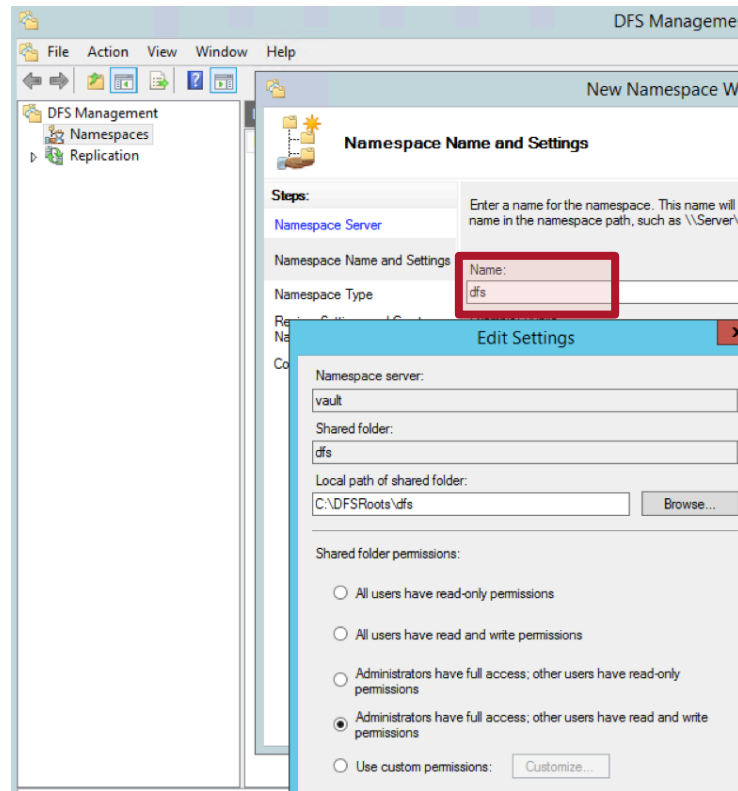 DFS Manageme
File Action View Window Help
New Namespace W
DFS Management
Namespaces
Replication
Namespace Name and Settings
Steps:
Namespace Server
Namespace Name and Settings
Namespace Type
Enter a name for the namespace. This name will
name in the namespace path, such as \\Server\
Name:
dfs
Edit Settings
Namespace server:
vault
Shared folder:
dfs
Local path of shared folder:
C:\DFSRoots\dfs
Browse...
Shared folder permissions:
All users have read-only permissions
All users have read and write permissions
Administrators have full access; other users have read-only
permissions
Administrators have full access; other users have read and write
permissions
Use custom permissions:
Customize...